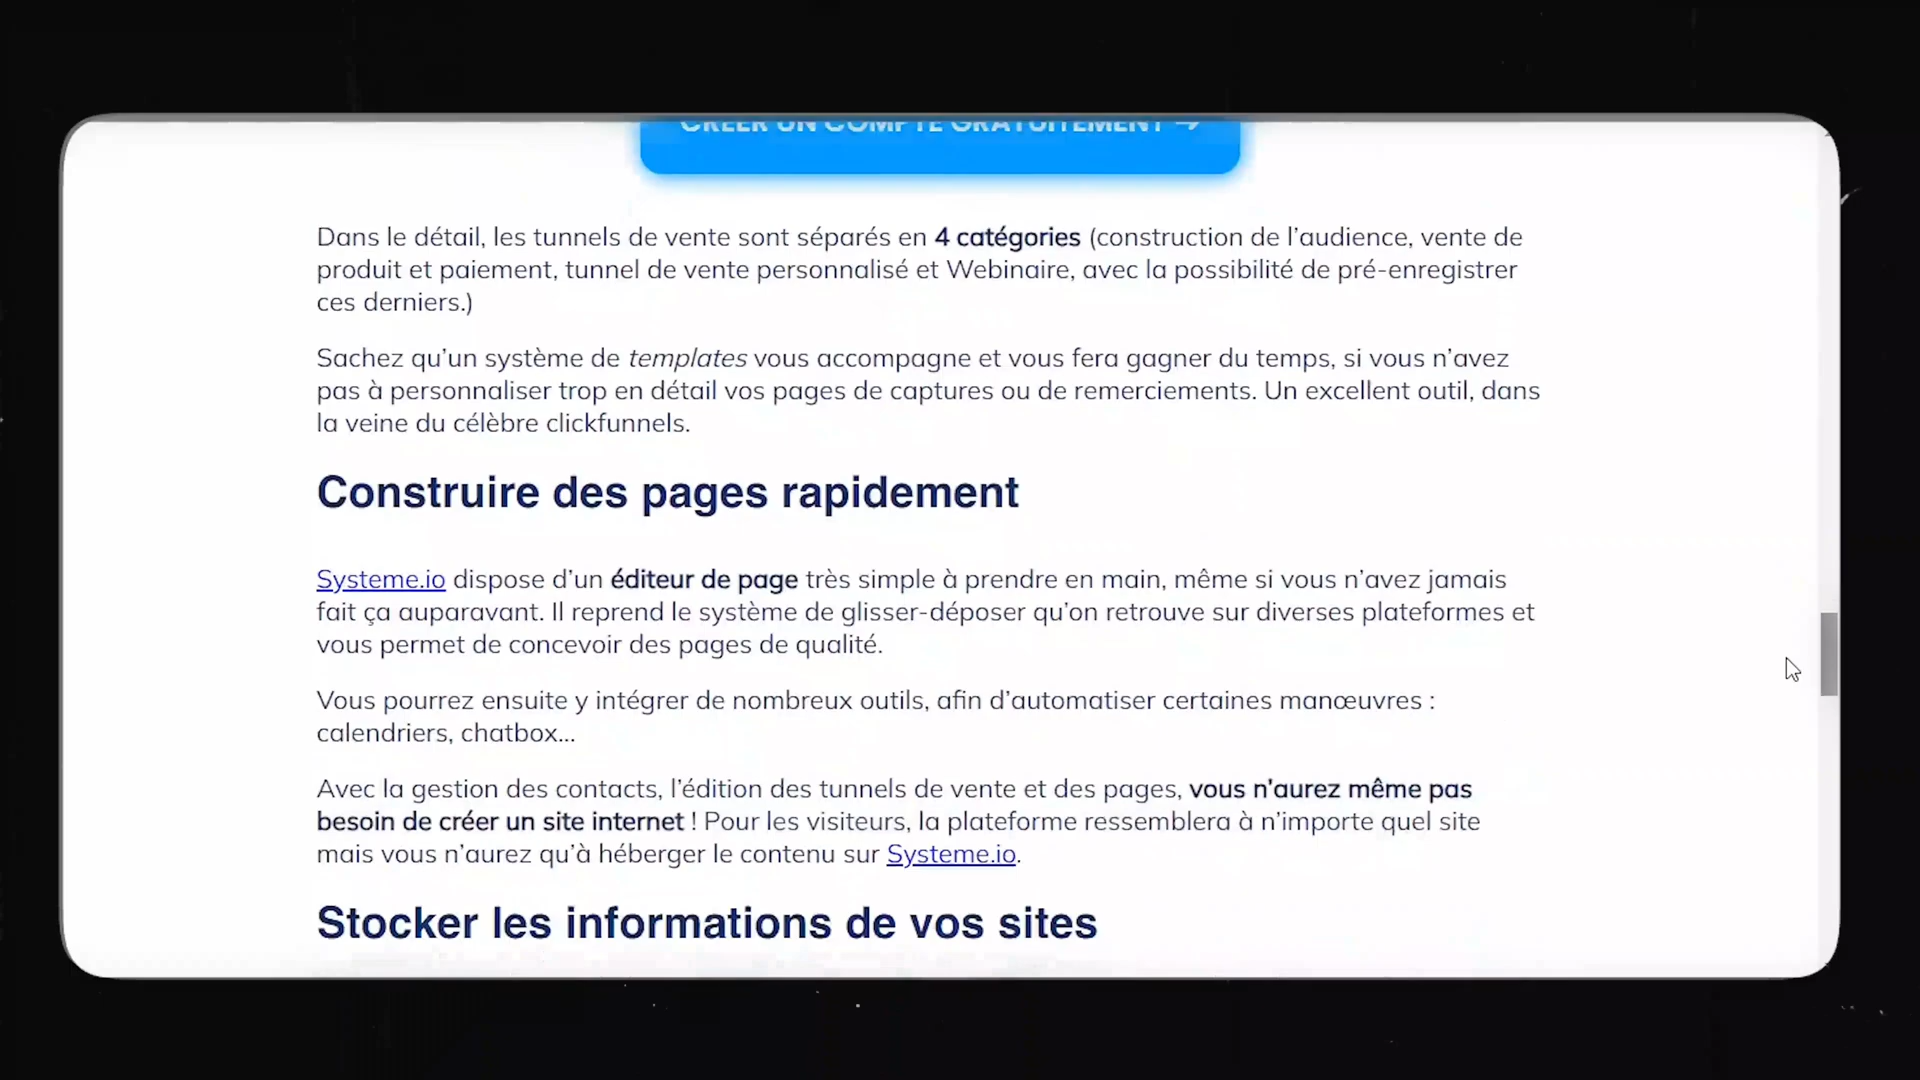 CRÉER UN COMPTE GRATUITEMENT →
Dans le détail, les tunnels de vente sont séparés en 4 catégories (construction de l’audience, vente de
produit et paiement, tunnel de vente personnalisé et Webinaire, avec la possibilité de pré-enregistrer
ces derniers.)
Sachez qu’un système de templates vous accompagne et vous fera gagner du temps, si vous n’avez
pas à personnaliser trop en détail vos pages de captures ou de remerciements. Un excellent outil, dans
la veine du célèbre clickfunnels.
Construire des pages rapidement
Systeme.io dispose d’un éditeur de page très simple à prendre en main, même si vous n’avez jamais
fait ça auparavant. Il reprend le système de glisser-déposer qu’on retrouve sur diverses plateformes et
vous permet de concevoir des pages de qualité.
Vous pourrez ensuite y intégrer de nombreux outils, afin d’automatiser certaines manœuvres :
calendriers, chatbox…
Avec la gestion des contacts, l’édition des tunnels de vente et des pages, vous n’aurez même pas
besoin de créer un site internet ! Pour les visiteurs, la plateforme ressemblera à n’importe quel site
mais vous n’aurez qu’à héberger le contenu sur Systeme.io.
Stocker les informations de vos sites